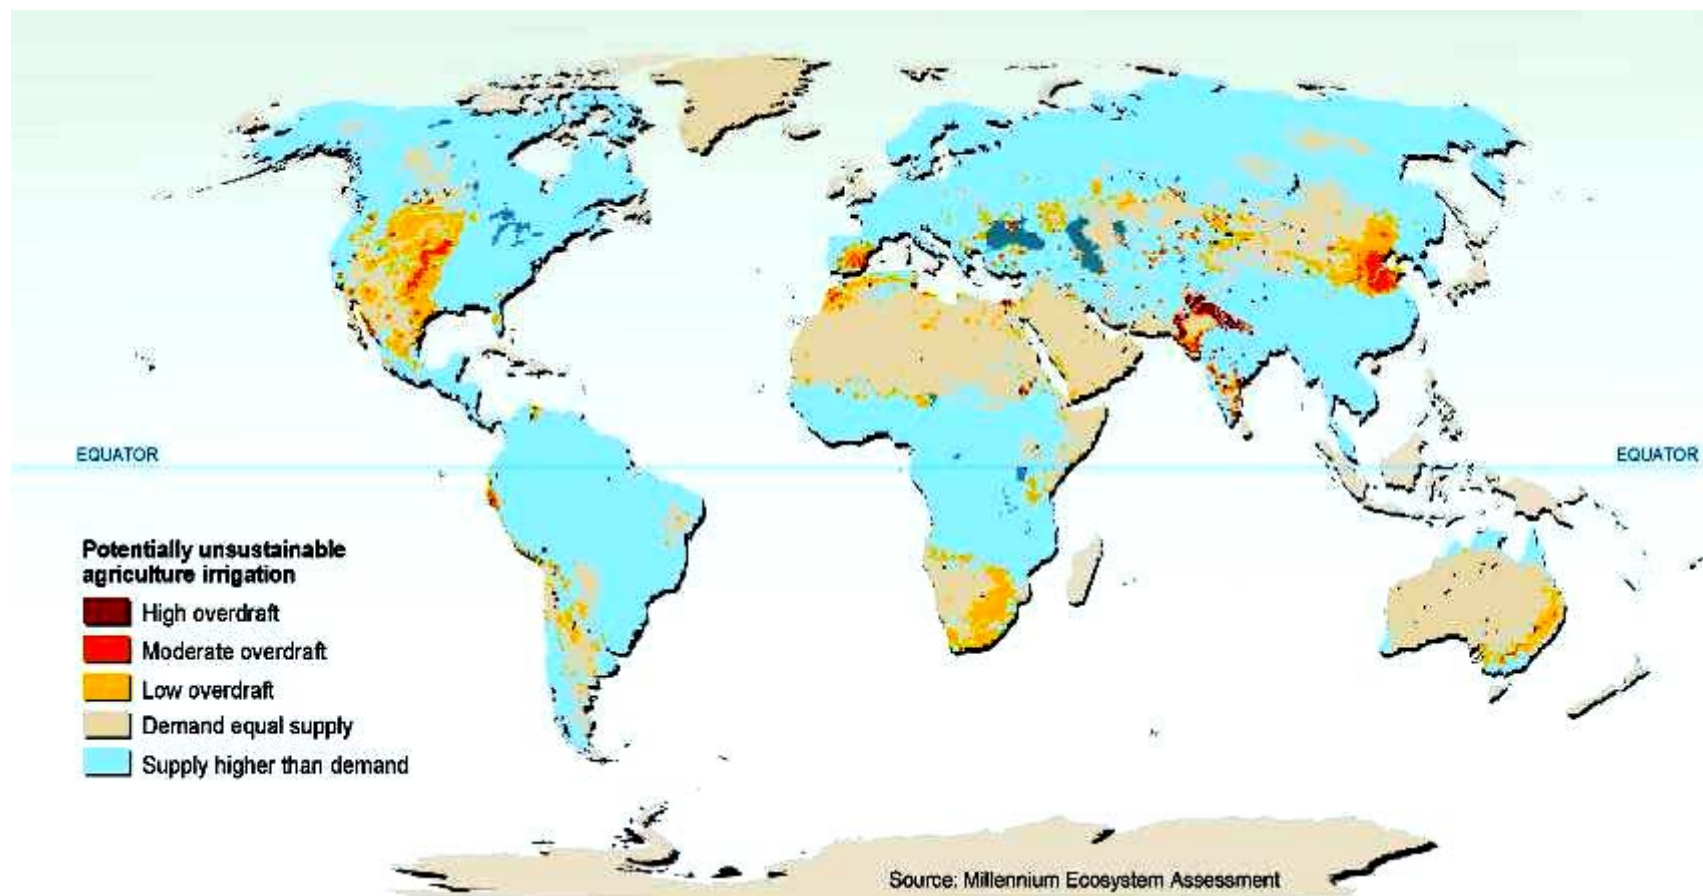 EQUATOR
EQUATOR
Potentially unsustainable
agriculture irrigation
High overdraft
Moderate overdraft
Low overdraft
Demand equal supply
Supply higher than demand
Source: Millennium Ecosystem Assessment